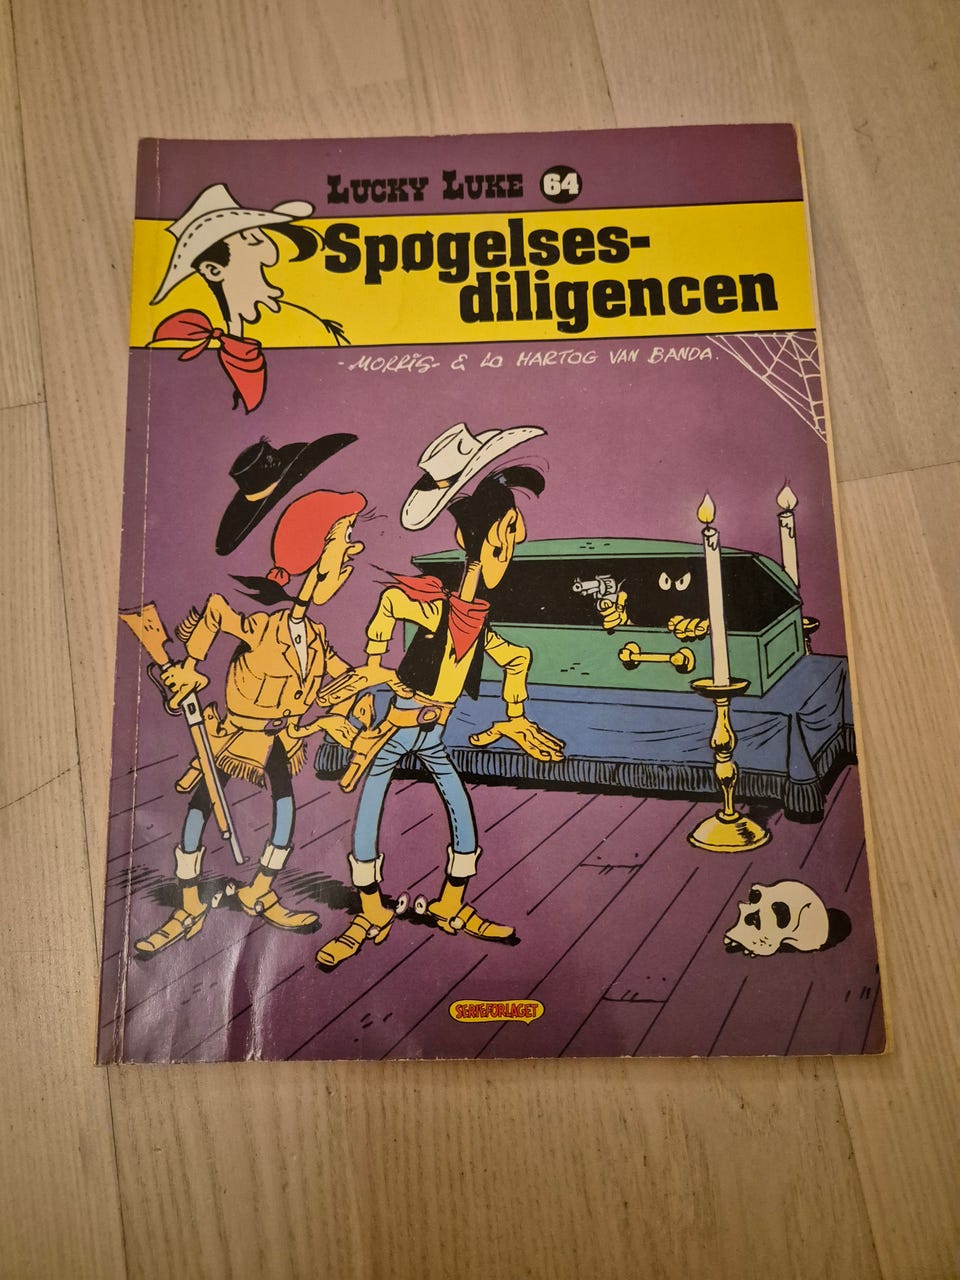 LUCKY LUKE 64
Spøgelses-
diligencen
-MORRIS- & LO HARTOG VAN BANDA.
SERIEFORLAGET